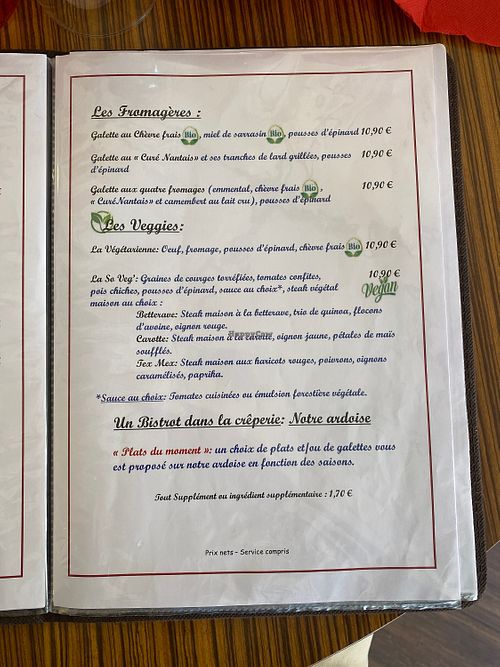 Les Fromagères :
Galette au Chèvre frais Bio, miel de sarrasin Bio, pousses d'épinard 10,90 €
Galette au « Curé Nantais» et ses tranches de lard grillées, pousses 10,90 €
d'épinard
Galette aux quatre fromages (emmental, chèvre frais Bio, 10,90 €
« CuréNantais» et camembert au lait cru), pousses d'épinard
Les Veggies:
La Végétarienne: Oeuf, fromage, pousses d'épinard, chèvre frais Bio 10,90 €
La So Veg': Graines de courges torréfiées, tomates confites, 10,90 €
pois chiches, pousses d'épinard, sauce au choix*, steak végétal Vegan
maison au choix :
Betterave: Steak maison à la betterave, trio de quinoa, flocons
d'avoine, oignon rouge.
HappyCow
Carotte: Steak maison à la carotte, oignon jaune, pétales de maïs
soufflés.
Tex Mex: Steak maison aux haricots rouges, poivrons, oignons
caramélisés, paprika.
*Sauce au choix: Tomates cuisinées ou émulsion forestière végétale.
Un Bistrot dans la crêperie: Notre ardoise
« Plats du moment »: un choix de plats et/ou de galettes vous
est proposé sur notre ardoise en fonction des saisons.
Tout Supplément ou ingrédient supplémentaire : 1,70 €
Prix nets – Service compris